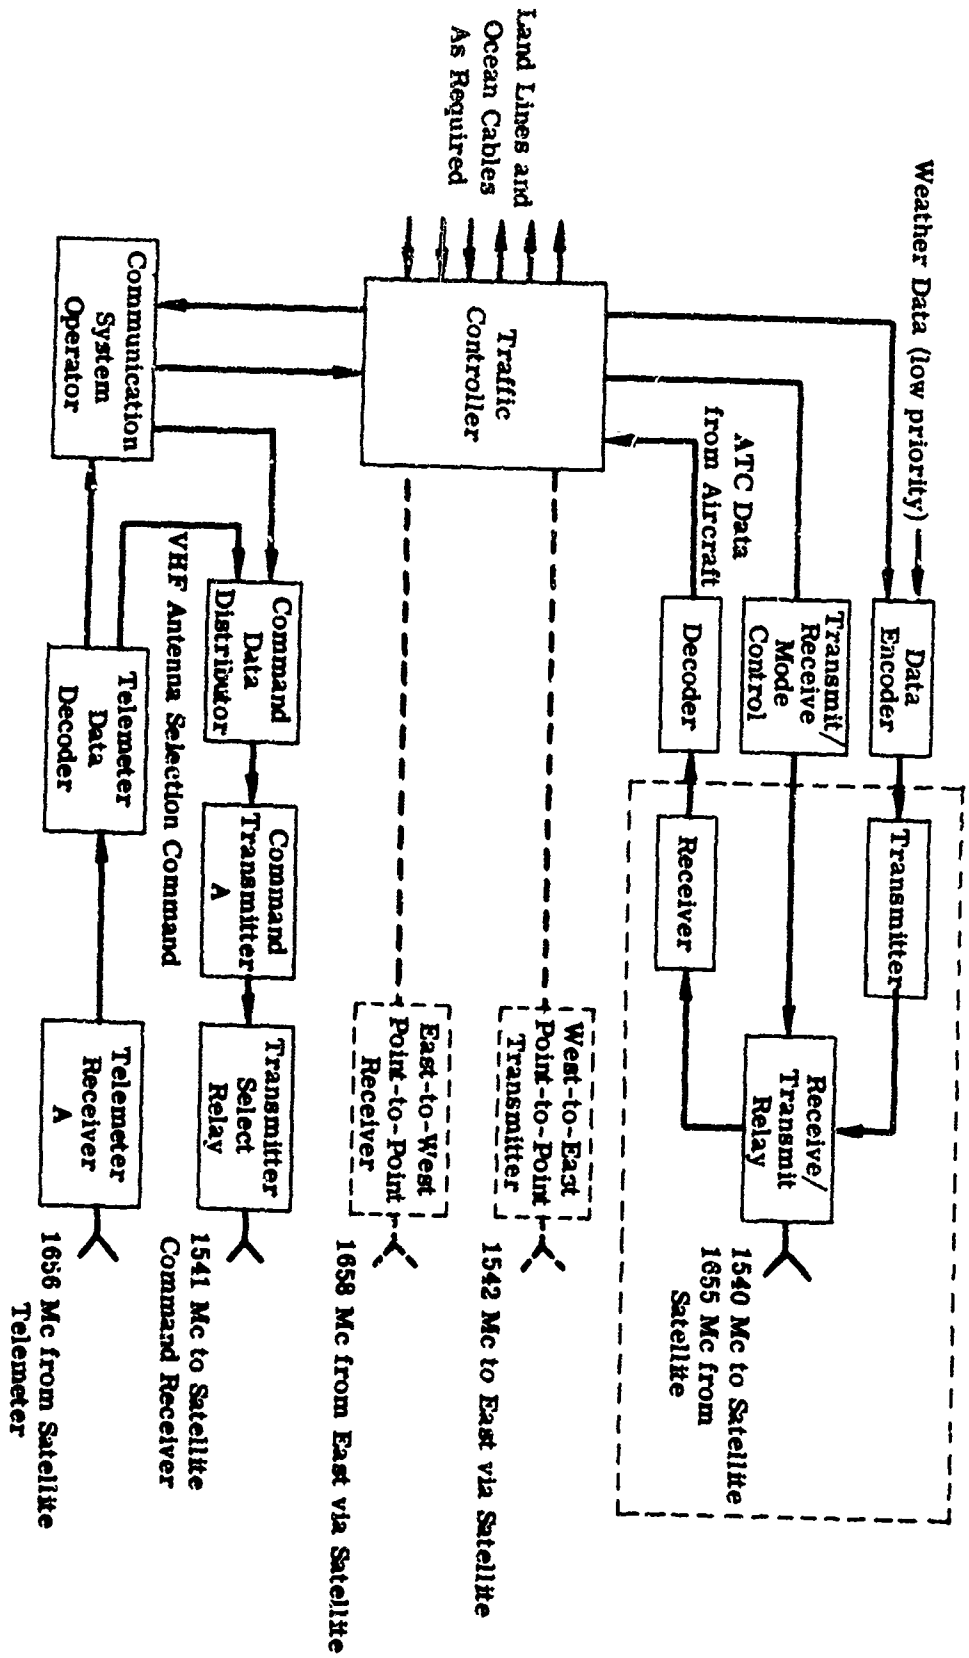 Weather Data (low priority)
Data
Encoder
Transmitter
Transmit/
Receive
Mode
Control
Receive/
Transmit
Relay
1540 Mc to Satellite
1655 Mc from
Satellite
ATC Data
from Aircraft
Decoder
Receiver
Land Lines and
Ocean Cables
As Required
Traffic
Controller
West-to-East
Point-to-Point
Transmitter
1542 Mc to East via Satellite
East-to-West
Point-to-Point
Receiver
1658 Mc from East via Satellite
Communication
System
Operator
Command
Data
Distributor
Command
Transmitter
A
Transmitter
Select
Relay
1541 Mc to Satellite
Command Receiver
VHF Antenna Selection Command
Telemeter
Data
Decoder
Telemeter
Receiver
A
1656 Mc from Satellite
Telemeter